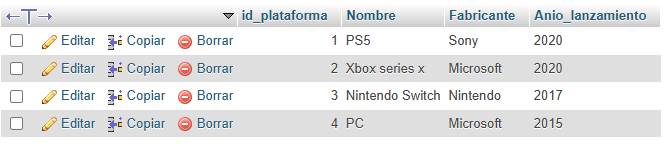 id_plataforma Nombre Fabricante Anio_lanzamiento
Editar Copiar Borrar 1 PS5 Sony 2020
Editar Copiar Borrar 2 Xbox series x Microsoft 2020
Editar Copiar Borrar 3 Nintendo Switch Nintendo 2017
Editar Copiar Borrar 4 PC Microsoft 2015